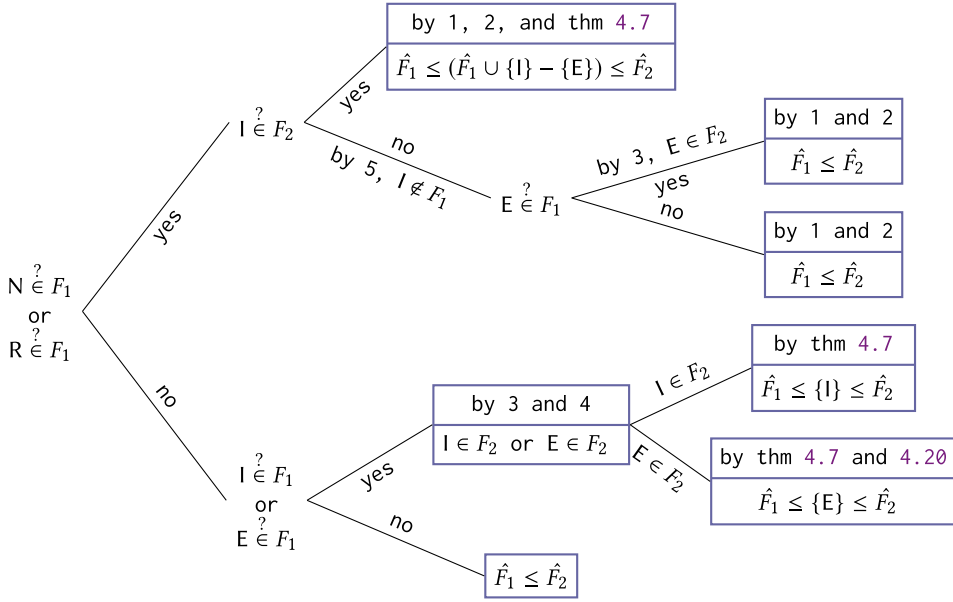 by 1, 2, and thm 4.7
F̂₁ ≤ (F̂₁ ∪ {I} − {E}) ≤ F̂₂
yes
I ∈? F₂
no
by 5, I ∉ F₁
by 3, E ∈ F₂
yes
E ∈? F₁
no
by 1 and 2
F̂₁ ≤ F̂₂
by 1 and 2
F̂₁ ≤ F̂₂
yes
N ∈? F₁
or
R ∈? F₁
no
by thm 4.7
F̂₁ ≤ {I} ≤ F̂₂
I ∈ F₂
by 3 and 4
I ∈ F₂ or E ∈ F₂
E ∈ F₂
by thm 4.7 and 4.20
F̂₁ ≤ {E} ≤ F̂₂
yes
I ∈? F₁
or
E ∈? F₁
no
F̂₁ ≤ F̂₂